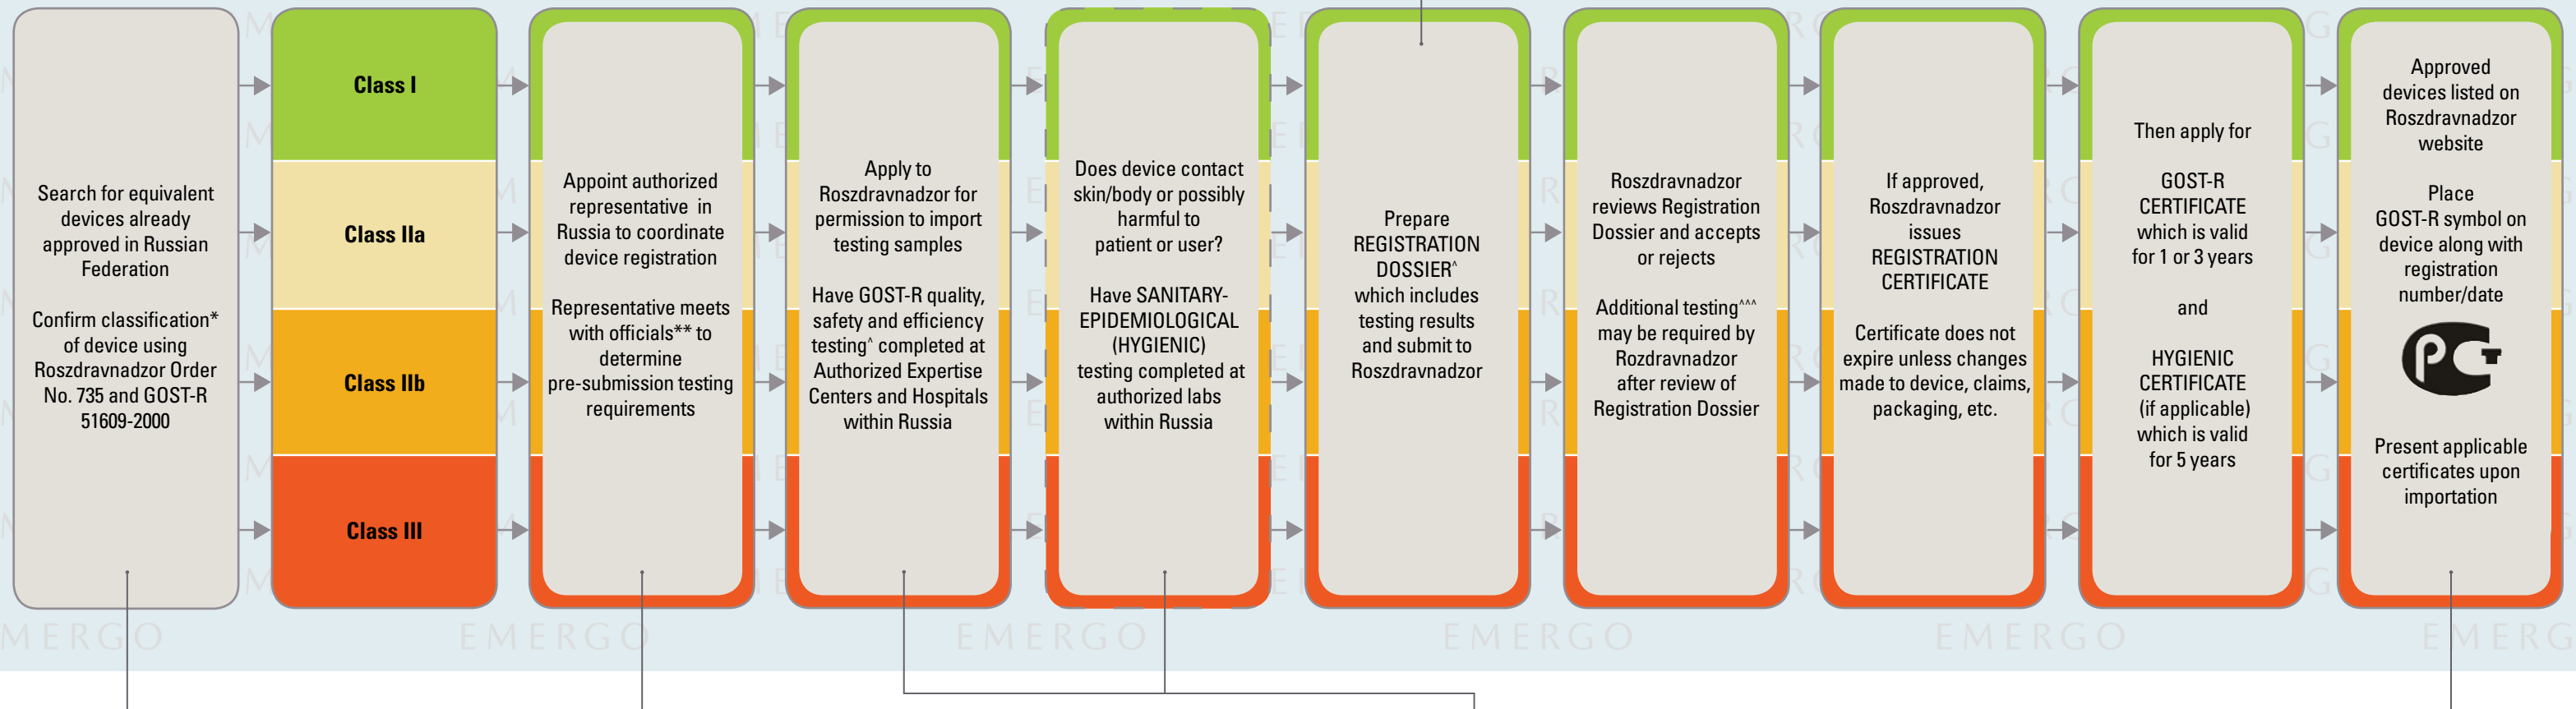 Search for equivalent
devices already
approved in Russian
Federation
Confirm classification*
of device using
Roszdravnadzor Order
No. 735 and GOST-R
51609-2000
Class I
Class IIa
Class IIb
Class III
Appoint authorized
representative in
Russia to coordinate
device registration
Representative meets
with officials** to
determine
pre-submission testing
requirements
Apply to
Roszdravnadzor for
permission to import
testing samples
Have GOST-R quality,
safety and efficiency
testing^ completed at
Authorized Expertise
Centers and Hospitals
within Russia
Does device contact
skin/body or possibly
harmful to
patient or user?
Have SANITARY-
EPIDEMIOLOGICAL
(HYGIENIC)
testing completed at
authorized labs
within Russia
Prepare
REGISTRATION
DOSSIER^
which includes
testing results
and submit to
Roszdravnadzor
Roszdravnadzor
reviews Registration
Dossier and accepts
or rejects
Additional testing^^^
may be required by
Rozdravnadzor
after review of
Registration Dossier
If approved,
Roszdravnadzor
issues
REGISTRATION
CERTIFICATE
Certificate does not
expire unless changes
made to device, claims,
packaging, etc.
Then apply for
GOST-R
CERTIFICATE
which is valid
for 1 or 3 years
and
HYGIENIC
CERTIFICATE
(if applicable)
which is valid
for 5 years
Approved
devices listed on
Roszdravnadzor
website
Place
GOST-R symbol on
device along with
registration
number/date
Present applicable
certificates upon
importation
MERGO EMERGO EMERGO EMERGO EMERGO EMERG